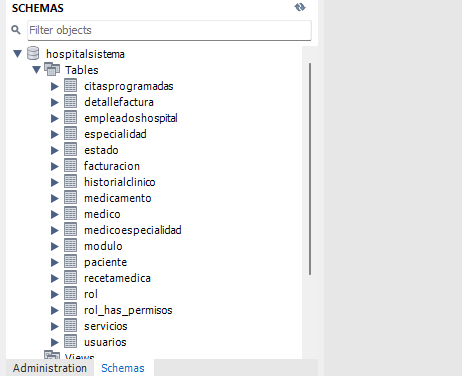 SCHEMAS
Filter objects
hospitalsistema
Tables
citasprogramadas
detallefactura
empleadoshospital
especialidad
estado
facturacion
historialclinico
medicamento
medico
medicoespecialidad
modulo
paciente
recetamedica
rol
rol_has_permisos
servicios
usuarios
Views
Administration Schemas